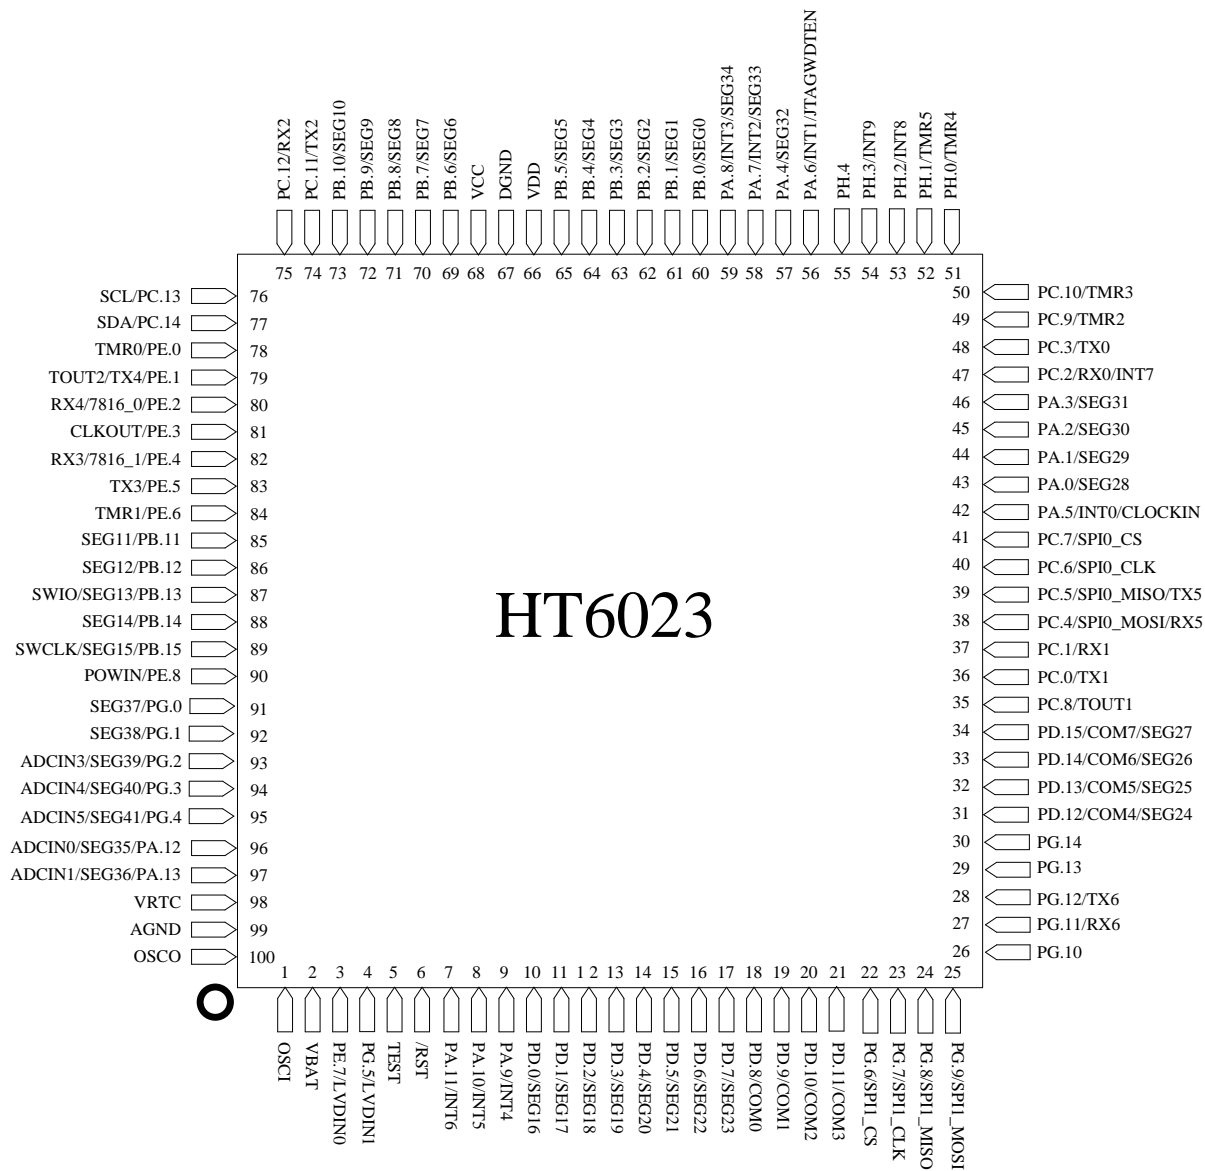 PC.12/RX2
PC.11/TX2
PB.10/SEG10
PB.9/SEG9
PB.8/SEG8
PB.7/SEG7
PB.6/SEG6
VCC
DGND
VDD
PB.5/SEG5
PB.4/SEG4
PB.3/SEG3
PB.2/SEG2
PB.1/SEG1
PB.0/SEG0
PA.8/INT3/SEG34
PA.7/INT2/SEG33
PA.4/SEG32
PA.6/INT1/JTAGWDTEN
PH.4
PH.3/INT9
PH.2/INT8
PH.1/TMR5
PH.0/TMR4
75 74 73 72 71 70 69 68 67 66 65 64 63 62 61 60 59 58 57 56 55 54 53 52 51
SCL/PC.13 76
SDA/PC.14 77
TMR0/PE.0 78
TOUT2/TX4/PE.1 79
RX4/7816_0/PE.2 80
CLKOUT/PE.3 81
RX3/7816_1/PE.4 82
TX3/PE.5 83
TMR1/PE.6 84
SEG11/PB.11 85
SEG12/PB.12 86
SWIO/SEG13/PB.13 87
SEG14/PB.14 88
SWCLK/SEG15/PB.15 89
POWIN/PE.8 90
SEG37/PG.0 91
SEG38/PG.1 92
ADCIN3/SEG39/PG.2 93
ADCIN4/SEG40/PG.3 94
ADCIN5/SEG41/PG.4 95
ADCIN0/SEG35/PA.12 96
ADCIN1/SEG36/PA.13 97
VRTC 98
AGND 99
OSCO 100
HT6023
50 PC.10/TMR3
49 PC.9/TMR2
48 PC.3/TX0
47 PC.2/RX0/INT7
46 PA.3/SEG31
45 PA.2/SEG30
44 PA.1/SEG29
43 PA.0/SEG28
42 PA.5/INT0/CLOCKIN
41 PC.7/SPI0_CS
40 PC.6/SPI0_CLK
39 PC.5/SPI0_MISO/TX5
38 PC.4/SPI0_MOSI/RX5
37 PC.1/RX1
36 PC.0/TX1
35 PC.8/TOUT1
34 PD.15/COM7/SEG27
33 PD.14/COM6/SEG26
32 PD.13/COM5/SEG25
31 PD.12/COM4/SEG24
30 PG.14
29 PG.13
28 PG.12/TX6
27 PG.11/RX6
26 PG.10
1 2 3 4 5 6 7 8 9 10 11 12 13 14 15 16 17 18 19 20 21 22 23 24 25
OSCI
VBAT
PE.7/LVDIN0
PG.5/LVDIN1
TEST
/RST
PA.11/INT6
PA.10/INT5
PA.9/INT4
PD.0/SEG16
PD.1/SEG17
PD.2/SEG18
PD.3/SEG19
PD.4/SEG20
PD.5/SEG21
PD.6/SEG22
PD.7/SEG23
PD.8/COM0
PD.9/COM1
PD.10/COM2
PD.11/COM3
PG.6/SPI1_CS
PG.7/SPI1_CLK
PG.8/SPI1_MISO
PG.9/SPI1_MOSI